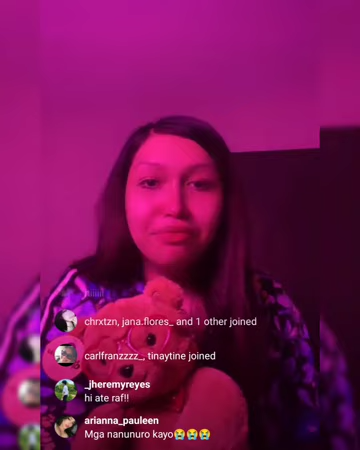 chrxtzn, jana.flores_ and 1 other joined
carlfranzzzz_, tinaytine joined
_jheremyreyes
hi ate raf!!
arianna_pauleen
Mga nanunuro kayo😭😭😭